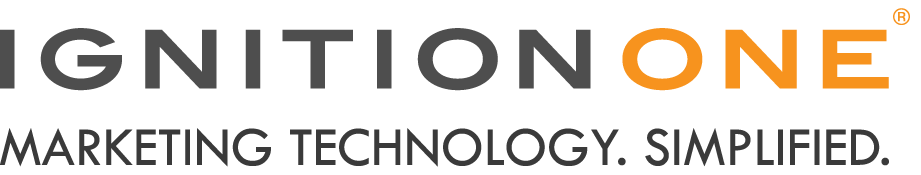 IGNITIONONE®
MARKETING TECHNOLOGY. SIMPLIFIED.